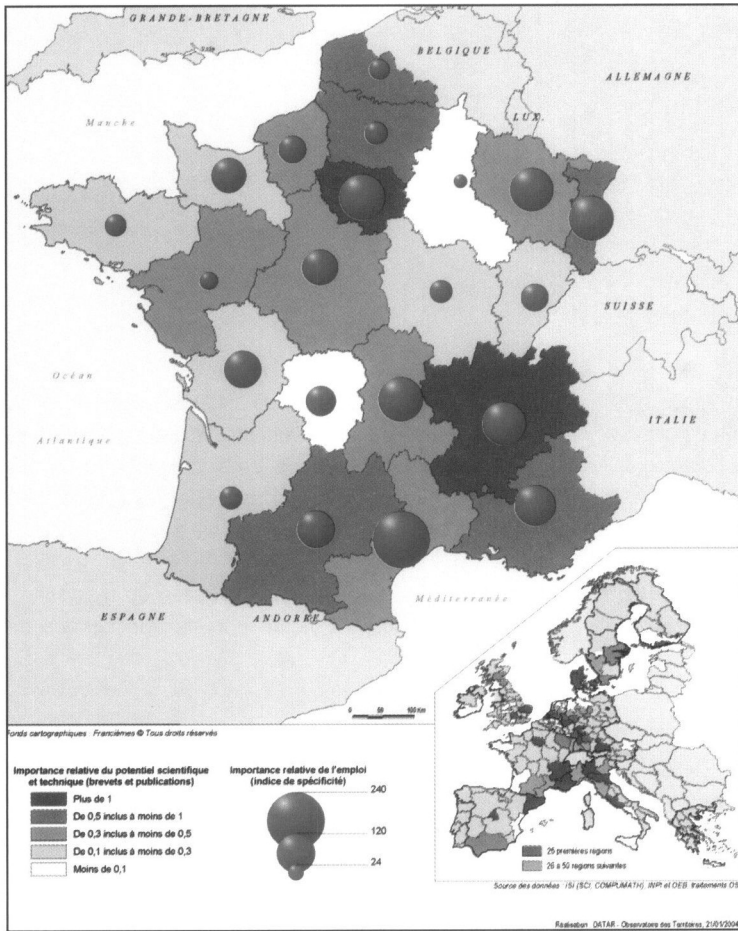 GRANDE-BRETAGNE
BELGIQUE
ALLEMAGNE
LUX.
Manche
SUISSE
Océan
Atlantique
ITALIE
ESPAGNE
ANDORRE
Méditerranée
0 50 100 Km
Fonds cartographiques Francièmes © Tous droits réservés
Importance relative du potentiel scientifique
et technique (brevets et publications)
Plus de 1
De 0,5 inclus à moins de 1
De 0,3 inclus à moins de 0,5
De 0,1 inclus à moins de 0,3
Moins de 0,1
Importance relative de l'emploi
(indice de spécificité)
240
120
24
25 premières regions
26 à 50 regions suivantes
Source des données : ISI (SCI, COMPUMATH), INPI et OEB, traitements OS
Réalisation DATAR - Observatoire des Territoires, 21/01/2004